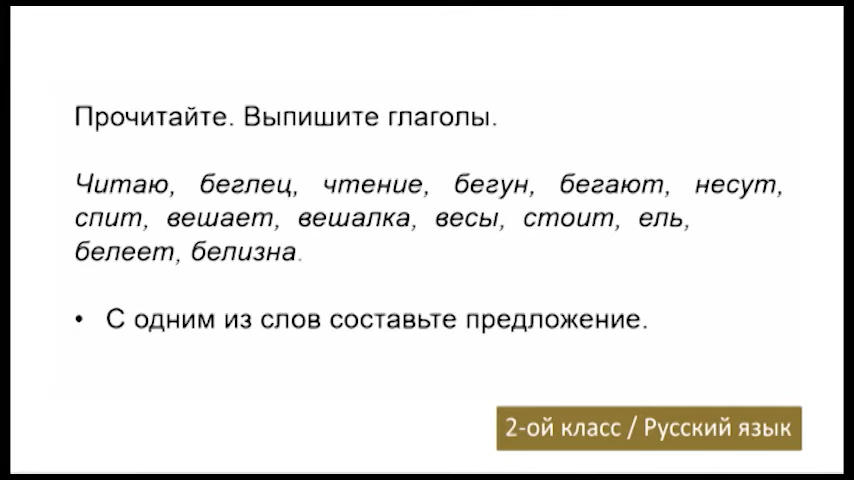 Прочитайте. Выпишите глаголы.
Читаю, беглец, чтение, бегун, бегают, несут,
спит, вешает, вешалка, весы, стоит, ель,
белеет, белизна.
• С одним из слов составьте предложение.
2-ой класс / Русский язык